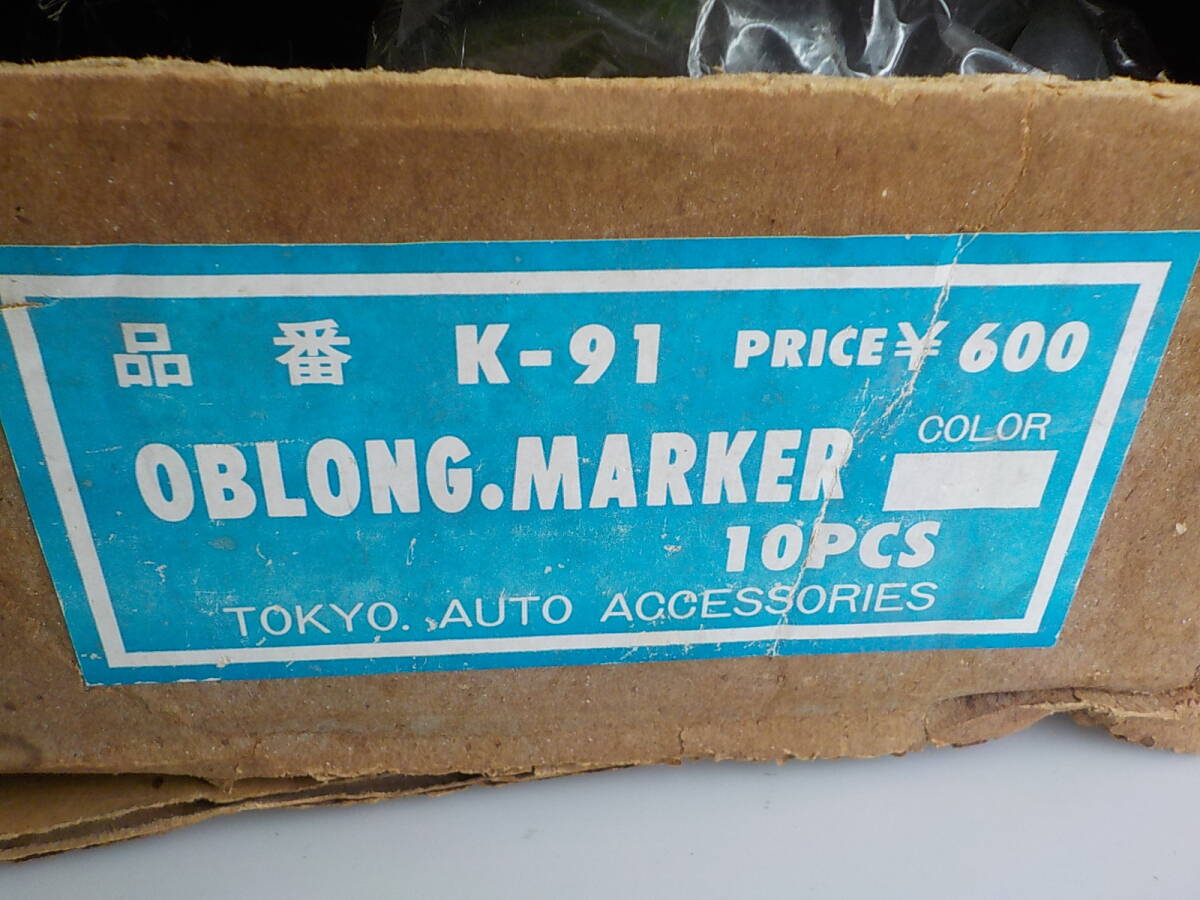 品 番 K-91 PRICE ¥ 600
COLOR
OBLONG.MARKER
10PCS
TOKYO. AUTO ACCESSORIES